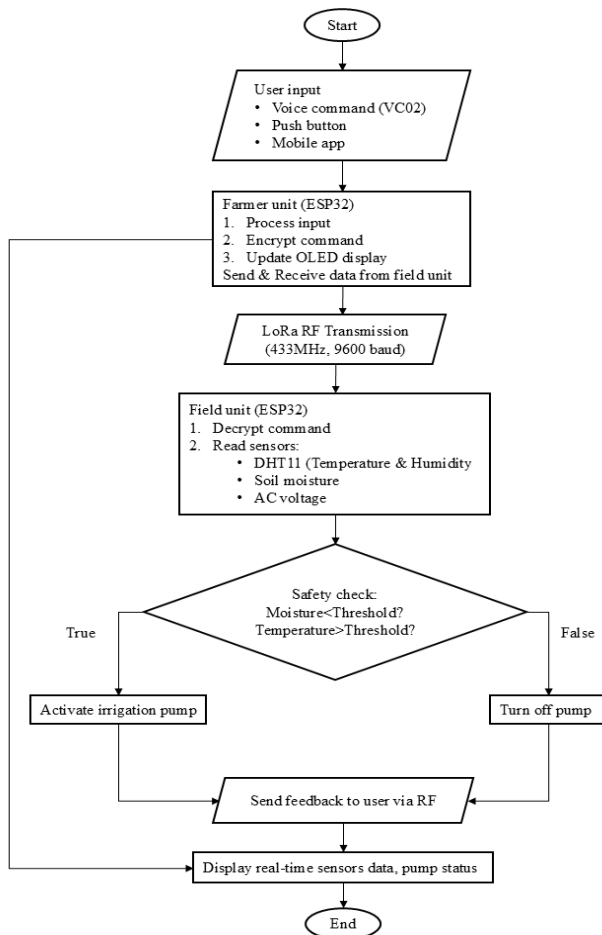 Start
User input
• Voice command (VC02)
• Push button
• Mobile app
Farmer unit (ESP32)
1. Process input
2. Encrypt command
3. Update OLED display
Send & Receive data from field unit
LoRa RF Transmission
(433MHz, 9600 baud)
Field unit (ESP32)
1. Decrypt command
2. Read sensors:
• DHT11 (Temperature & Humidity
• Soil moisture
• AC voltage
Safety check:
Moisture<Threshold?
Temperature>Threshold?
True
False
Activate irrigation pump
Turn off pump
Send feedback to user via RF
Display real-time sensors data, pump status
End